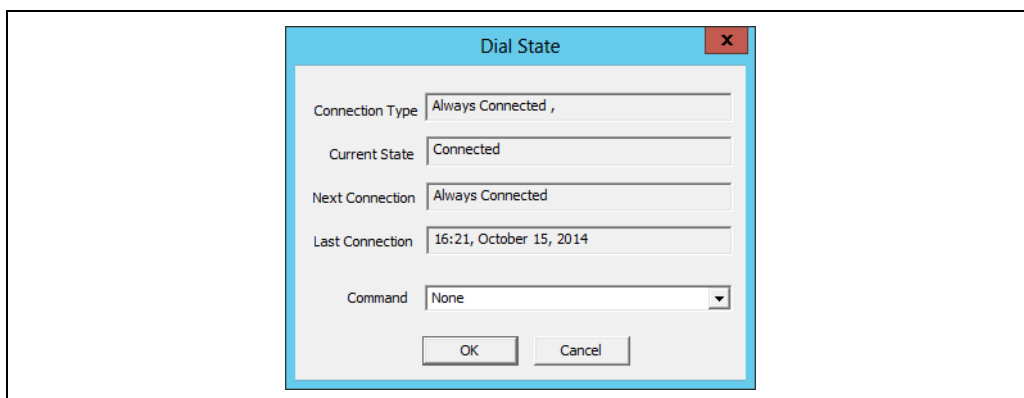 Dial State
x
Connection Type Always Connected ,
Current State Connected
Next Connection Always Connected
Last Connection 16:21, October 15, 2014
Command None
OK Cancel